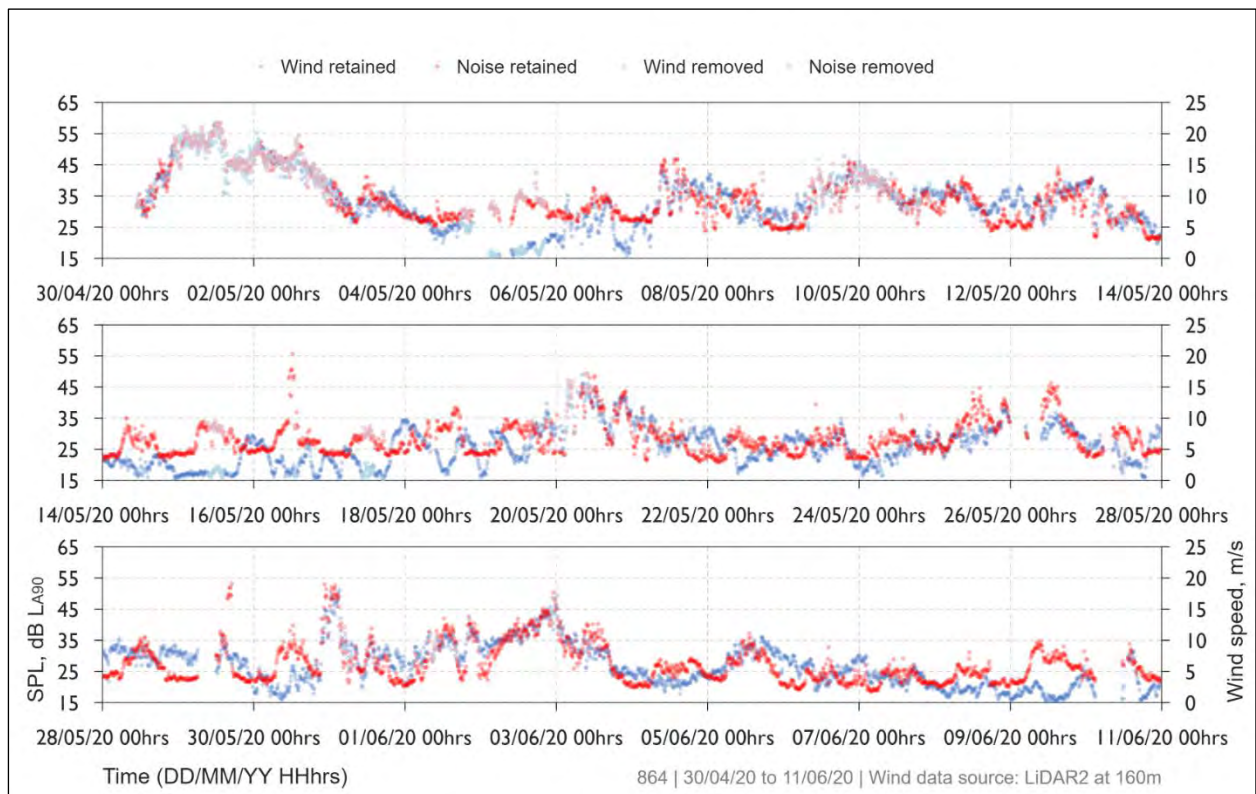 Wind retained Noise retained Wind removed Noise removed
65 25
55 20
45 15
35 10
25 5
15 0
30/04/20 00hrs 02/05/20 00hrs 04/05/20 00hrs 06/05/20 00hrs 08/05/20 00hrs 10/05/20 00hrs 12/05/20 00hrs 14/05/20 00hrs
65 25
55 20
45 15
35 10
25 5
15 0
14/05/20 00hrs 16/05/20 00hrs 18/05/20 00hrs 20/05/20 00hrs 22/05/20 00hrs 24/05/20 00hrs 26/05/20 00hrs 28/05/20 00hrs
SPL, dB LA90
65 25
55 20
45 15
35 10
25 5
15 0
Wind speed, m/s
28/05/20 00hrs 30/05/20 00hrs 01/06/20 00hrs 03/06/20 00hrs 05/06/20 00hrs 07/06/20 00hrs 09/06/20 00hrs 11/06/20 00hrs
Time (DD/MM/YY HHhrs) 864 | 30/04/20 to 11/06/20 | Wind data source: LiDAR2 at 160m